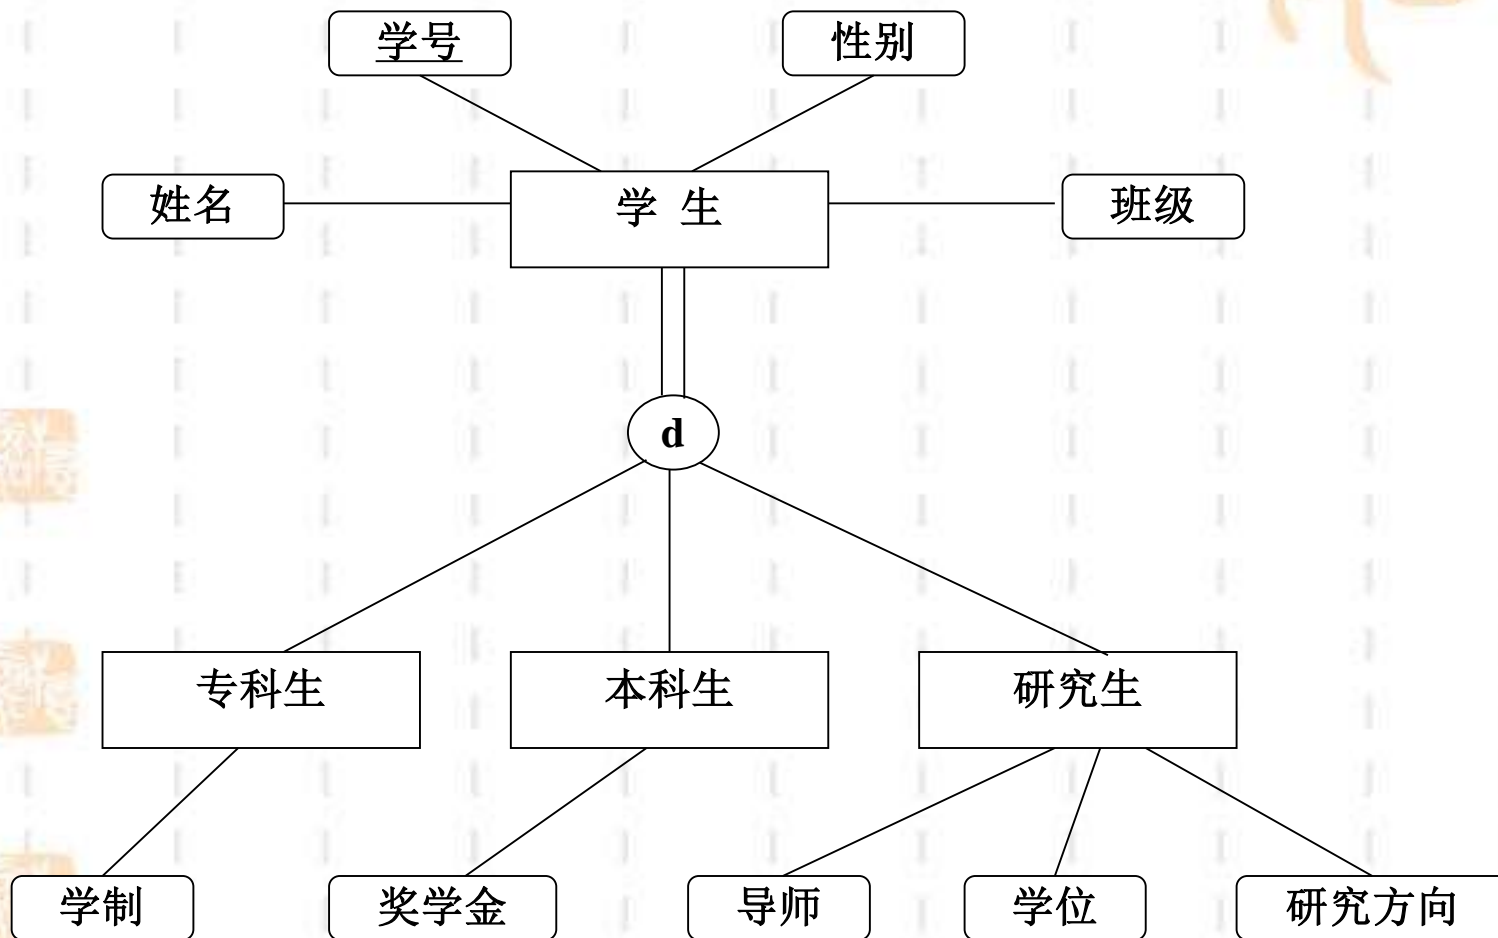 学号
性别
姓名
学 生
班级
d
专科生
本科生
研究生
学制
奖学金
导师
学位
研究方向